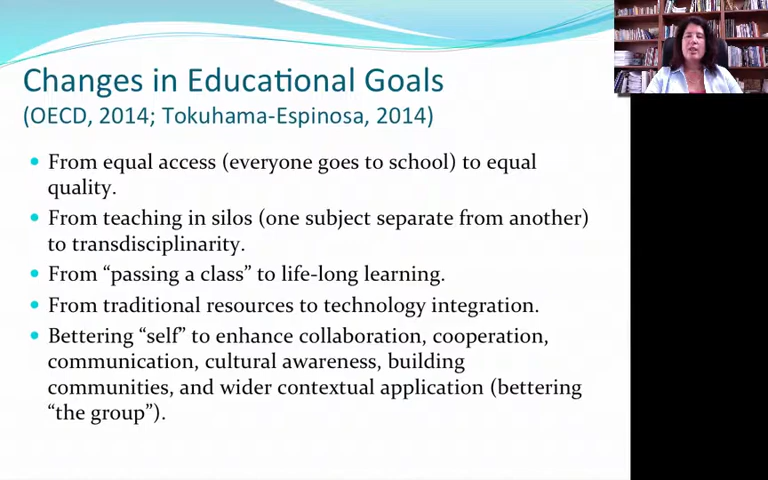 Changes in Educational Goals
(OECD, 2014; Tokuhama-Espinosa, 2014)
From equal access (everyone goes to school) to equal
quality.
From teaching in silos (one subject separate from another)
to transdisciplinarity.
From “passing a class” to life-long learning.
From traditional resources to technology integration.
Bettering “self” to enhance collaboration, cooperation,
communication, cultural awareness, building
communities, and wider contextual application (bettering
“the group”).